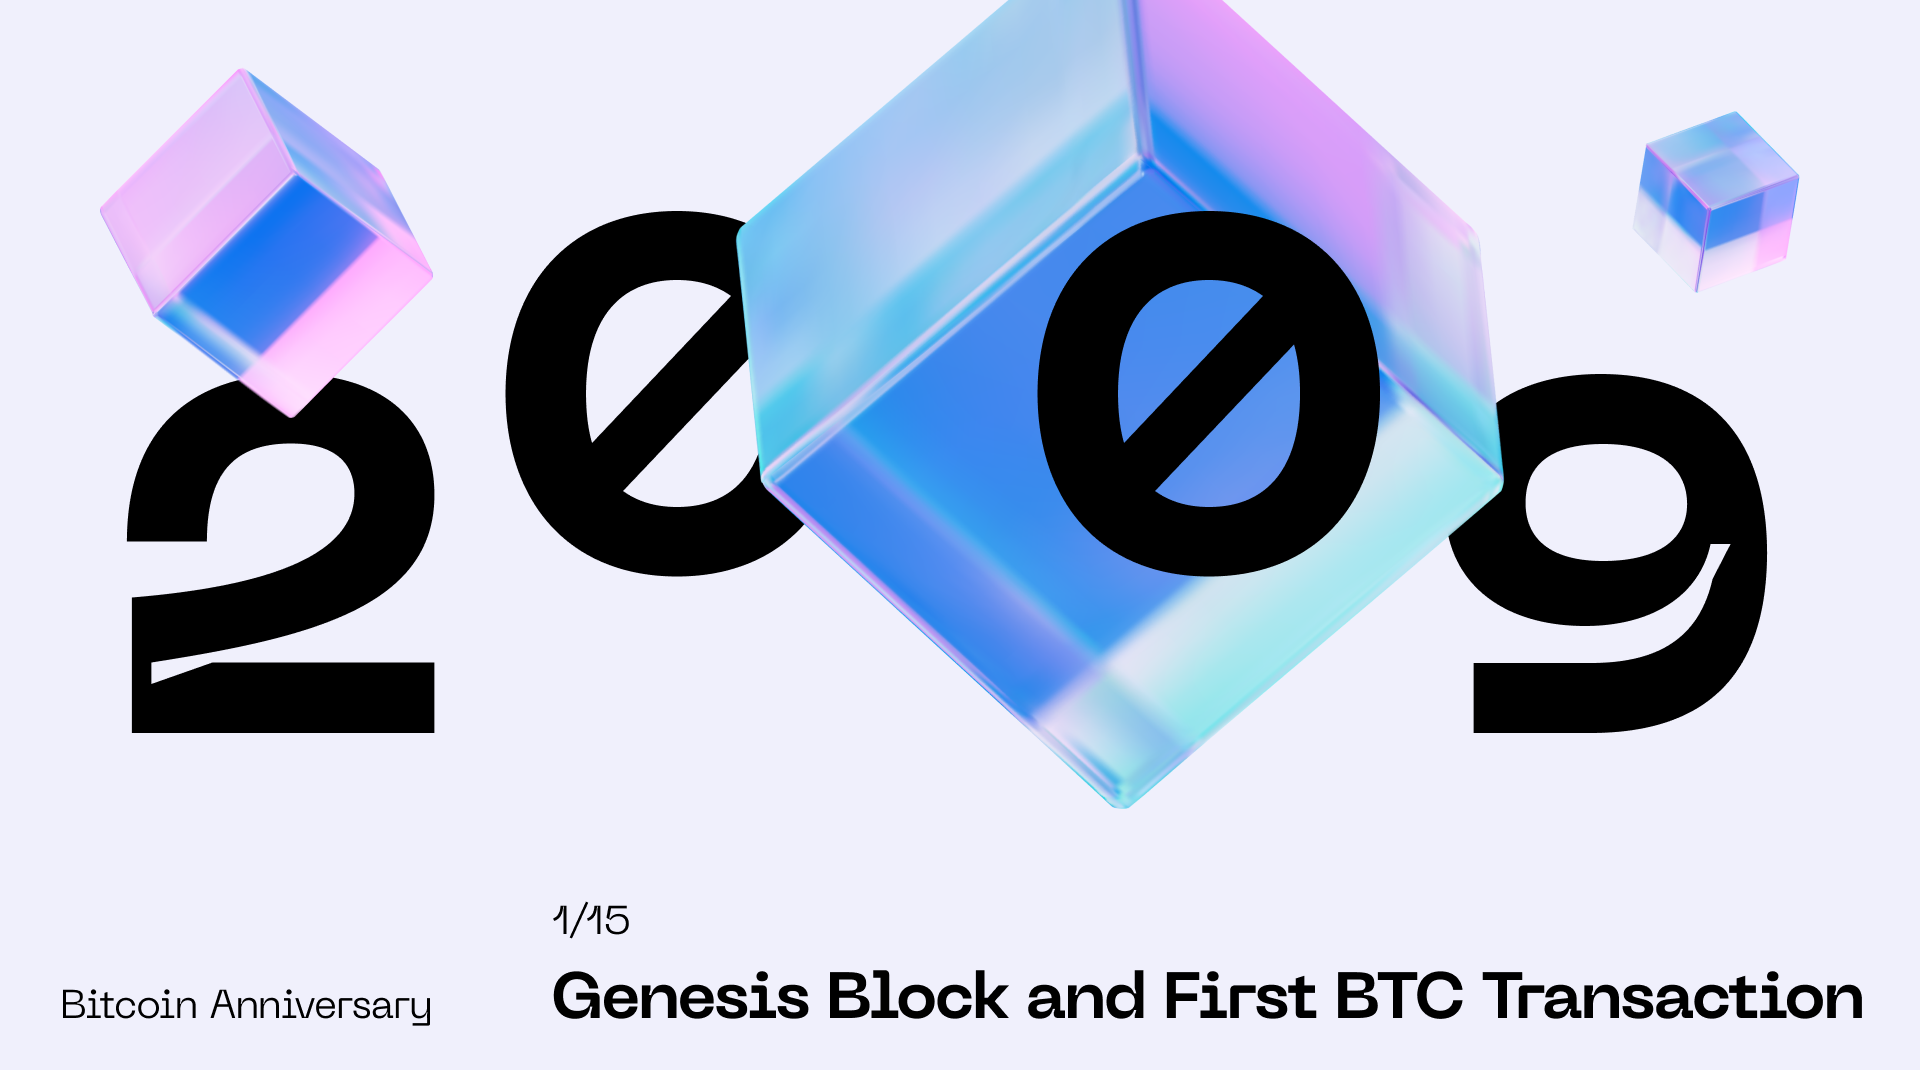 2009
1/15
Bitcoin Anniversary
Genesis Block and First BTC Transaction